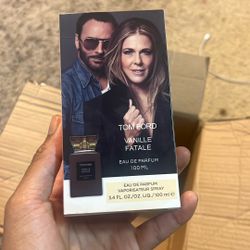 TOM FORD
VANILLE
FATALE
EAU DE PARFUM
100 ML
EAU DE PARFUM
VAPORISATEUR SPRAY
3.4 FL.OZ./OZ. LIQ./100 ml e